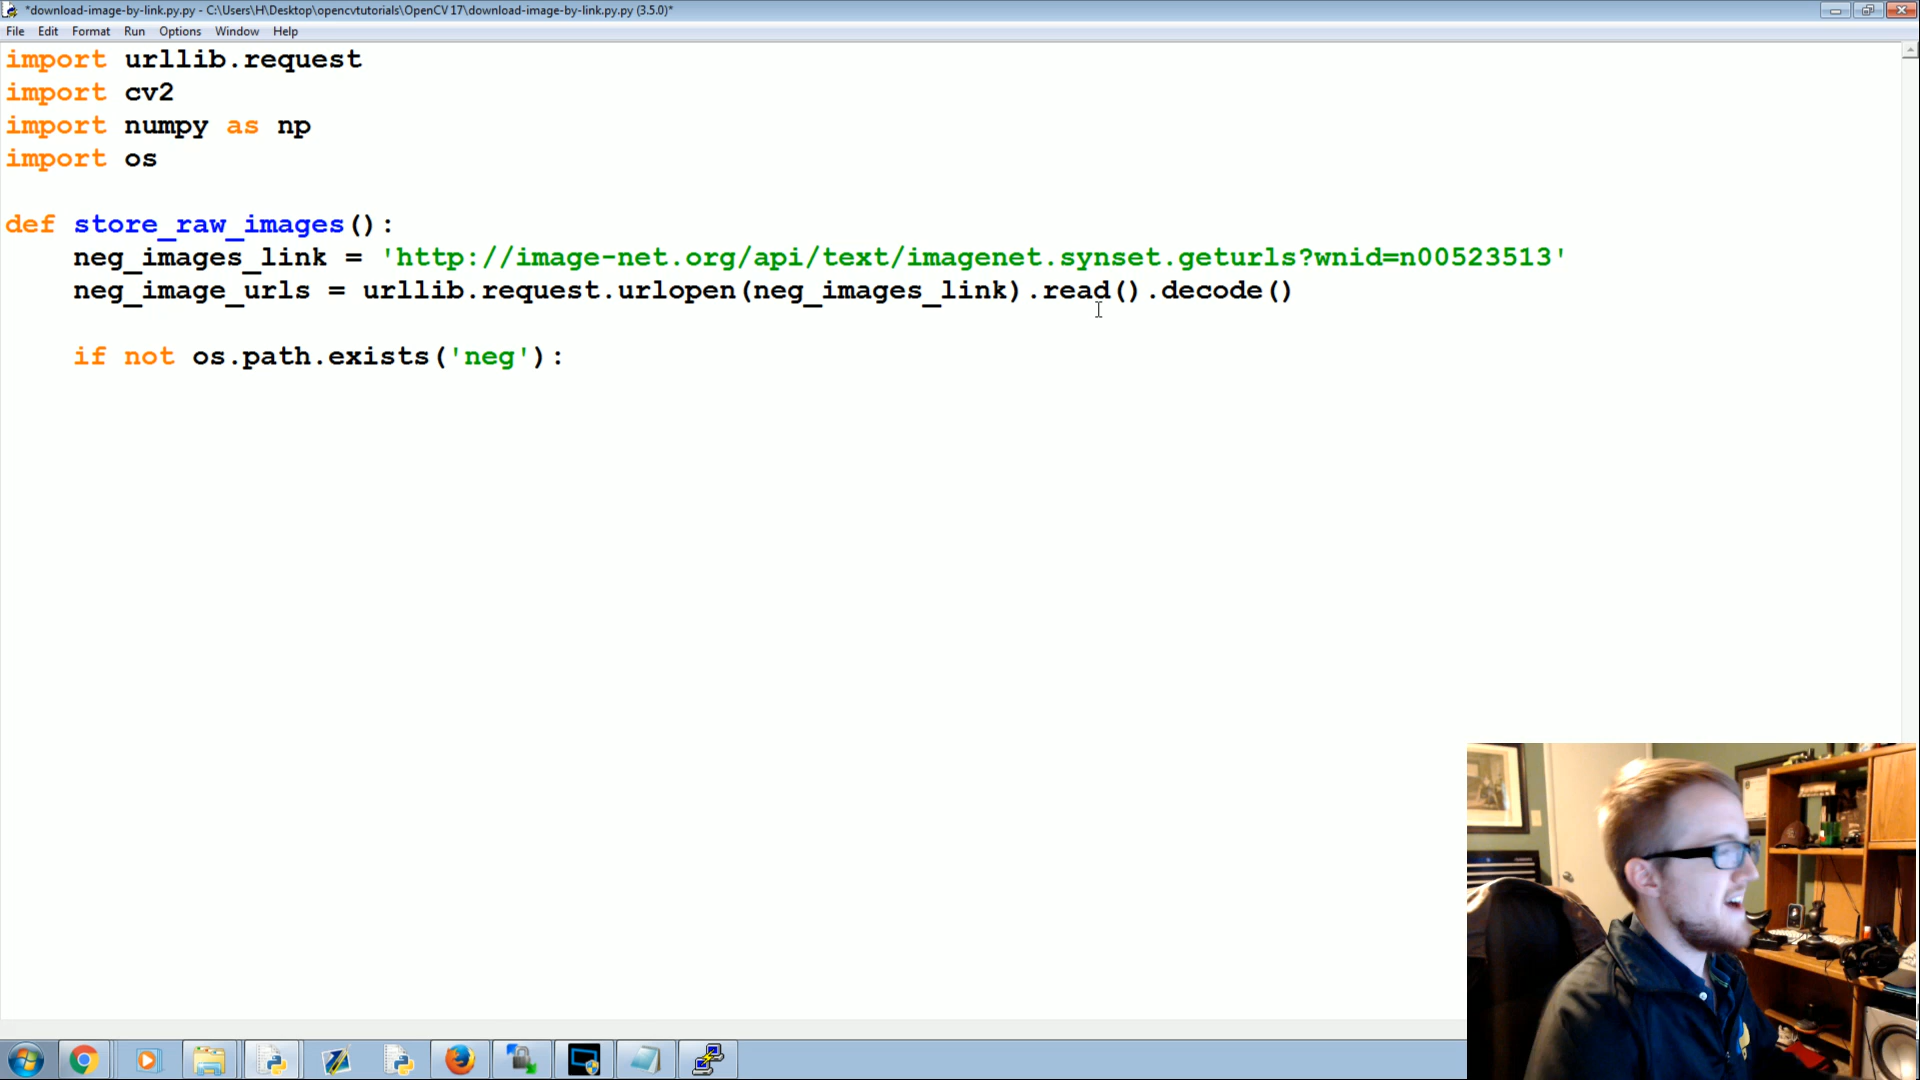 *download-image-by-link.py.py - C:\Users\H\Desktop\opencvtutorials\OpenCV 17\download-image-by-link.py.py (3.5.0)*
File Edit Format Run Options Window Help
import urllib.request
import cv2
import numpy as np
import os
def store_raw_images():
neg_images_link = 'http://image-net.org/api/text/imagenet.synset.geturls?wnid=n00523513'
neg_image_urls = urllib.request.urlopen(neg_images_link).read().decode()
if not os.path.exists('neg'):